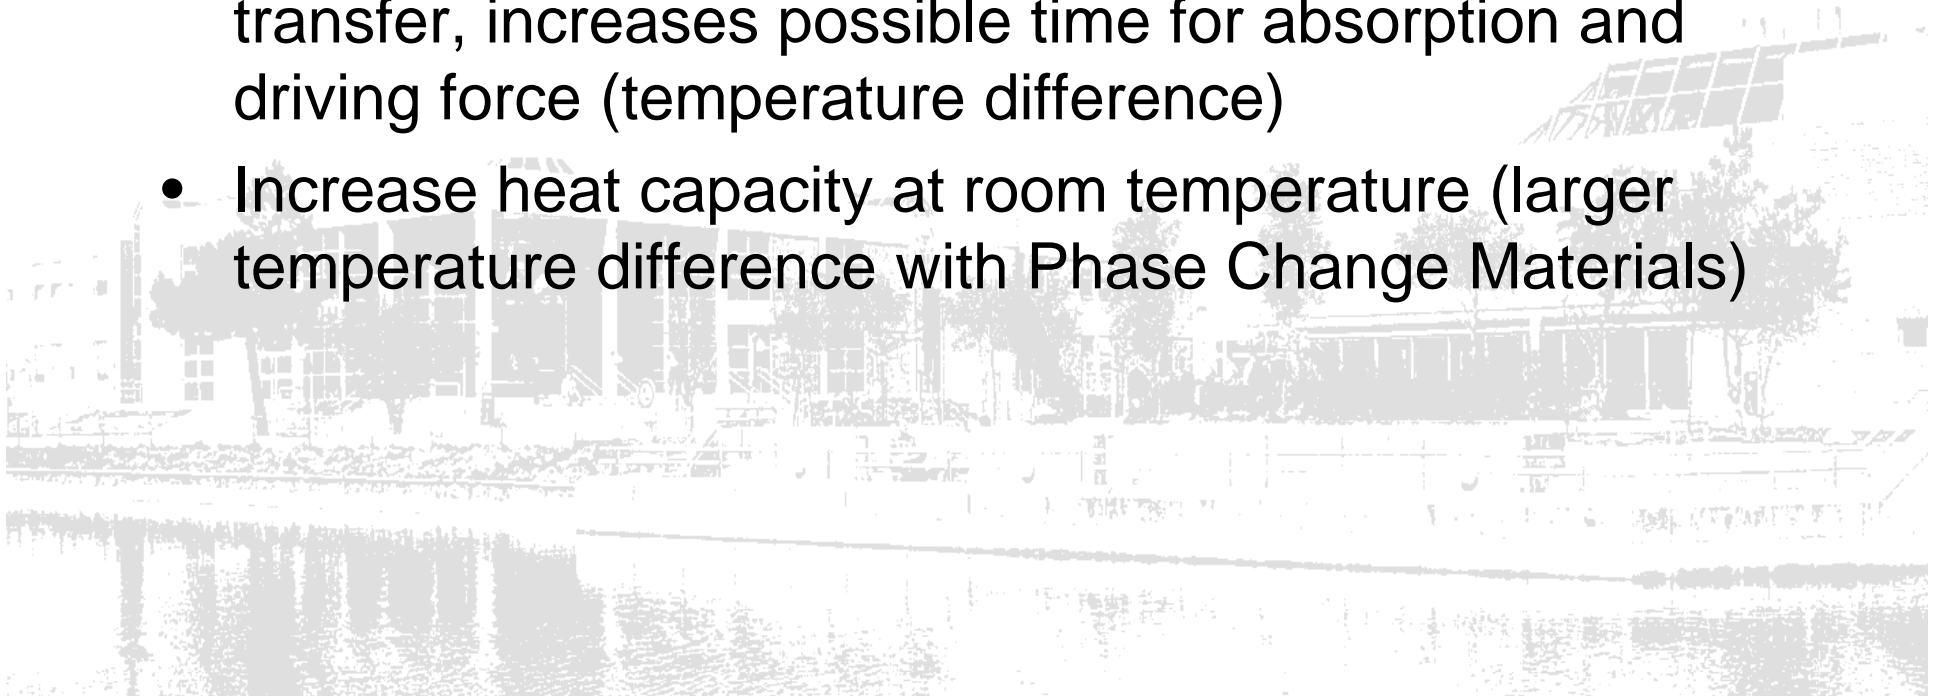 transfer, increases possible time for absorption and
driving force (temperature difference)
• Increase heat capacity at room temperature (larger
temperature difference with Phase Change Materials)